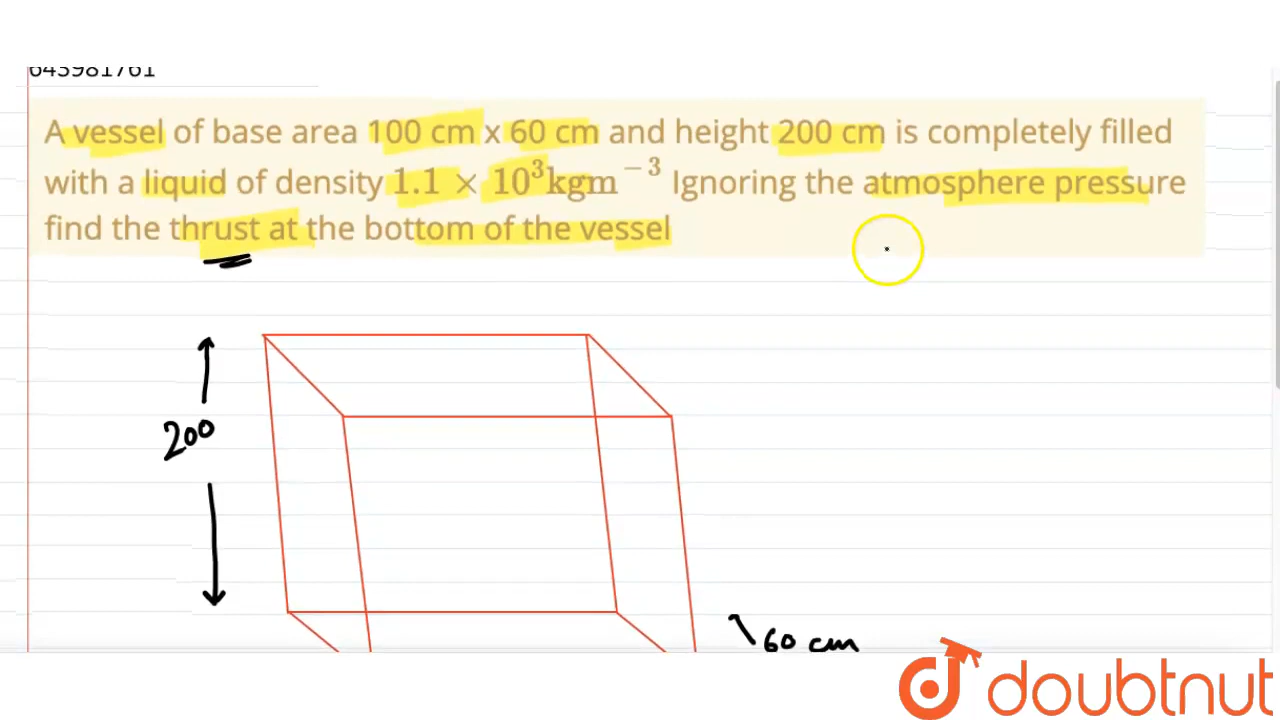 643981761
A vessel of base area 100 cm x 60 cm and height 200 cm is completely filled
with a liquid of density 1.1 × 10³kgm⁻³ Ignoring the atmosphere pressure
find the thrust at the bottom of the vessel
200
60 cm
doubtnut